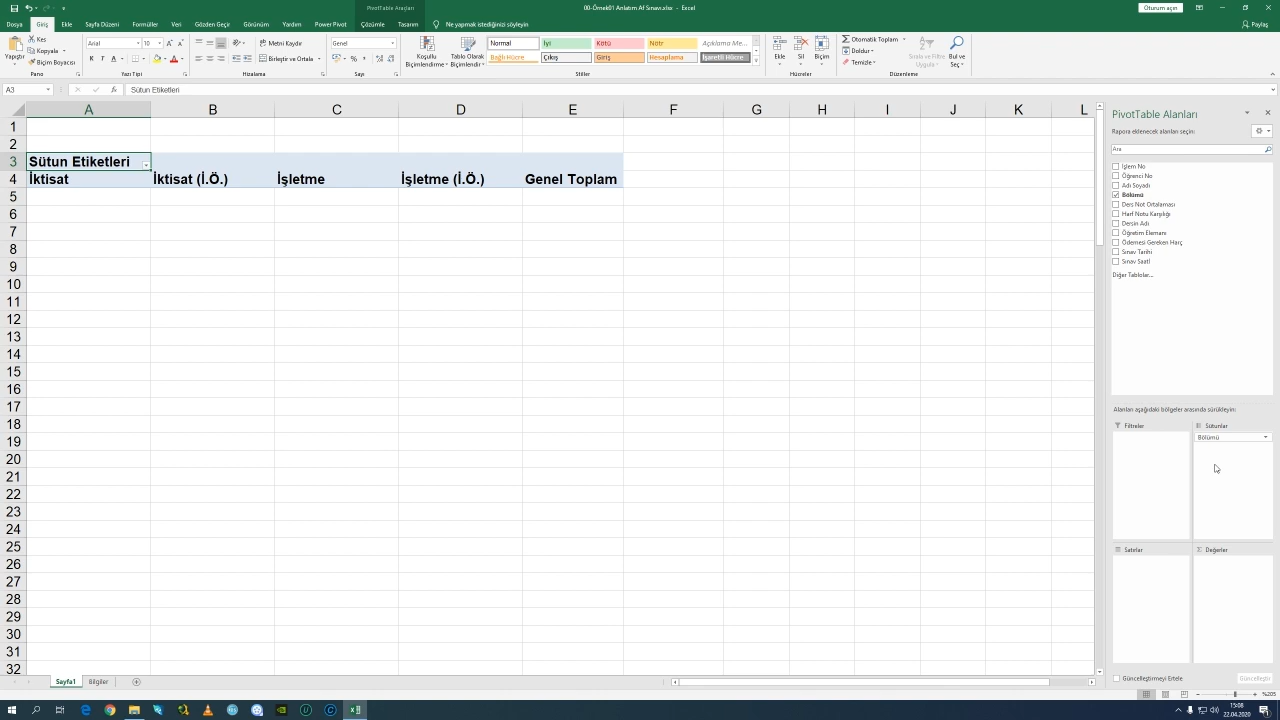 PivotTable Araçları
00-Örnek01 Anlatım Af Sınavı.xlsx – Excel
Oturum açın
Dosya Giriş Ekle Sayfa Düzeni Formüller Veri Gözden Geçir Görünüm Yardım Power Pivot Çözümle Tasarım Ne yapmak istediğinizi söyleyin Paylaş
Kes
Kopyala
Biçim Boyacısı
Pano
Arial 10
Yazı Tipi
Metni Kaydır
Birleştir ve Ortala
Hizalama
Genel
Sayı
Koşullu Biçimlendirme
Tablo Olarak Biçimlendir
Normal İyi Kötü Nötr Açıklama Me...
Bağlı Hücre Çıkış Giriş Hesaplama İşaretli Hücre
Stiller
Ekle Sil Biçim
Hücreler
Otomatik Toplam
Doldur
Temizle
Sırala ve Filtre Uygula
Bul ve Seç
Düzenleme
A3 fx Sütun Etiketleri
A B C D E F G H I J K L
1
2
3 Sütun Etiketleri
4 İktisat İktisat (İ.Ö.) İşletme İşletme (İ.Ö.) Genel Toplam
5
6
7
8
9
10
11
12
13
14
15
16
17
18
19
20
21
22
23
24
25
26
27
28
29
30
31
32
PivotTable Alanları
Rapora eklenecek alanları seçin:
Ara
İşlem No
Öğrenci No
Adı Soyadı
Bölümü
Ders Not Ortalaması
Harf Notu Karşılığı
Dersin Adı
Öğretim Elemanı
Ödemesi Gereken Harç
Sınav Tarihi
Sınav Saati
Diğer Tablolar...
Alanları aşağıdaki bölgeler arasında sürükleyin:
Filtreler Sütunlar
Bölümü
Satırlar Değerler
Güncelleştirmeyi Ertele Güncelleştir
Sayfa1 Bilgiler
%205
15:08
22.04.2020